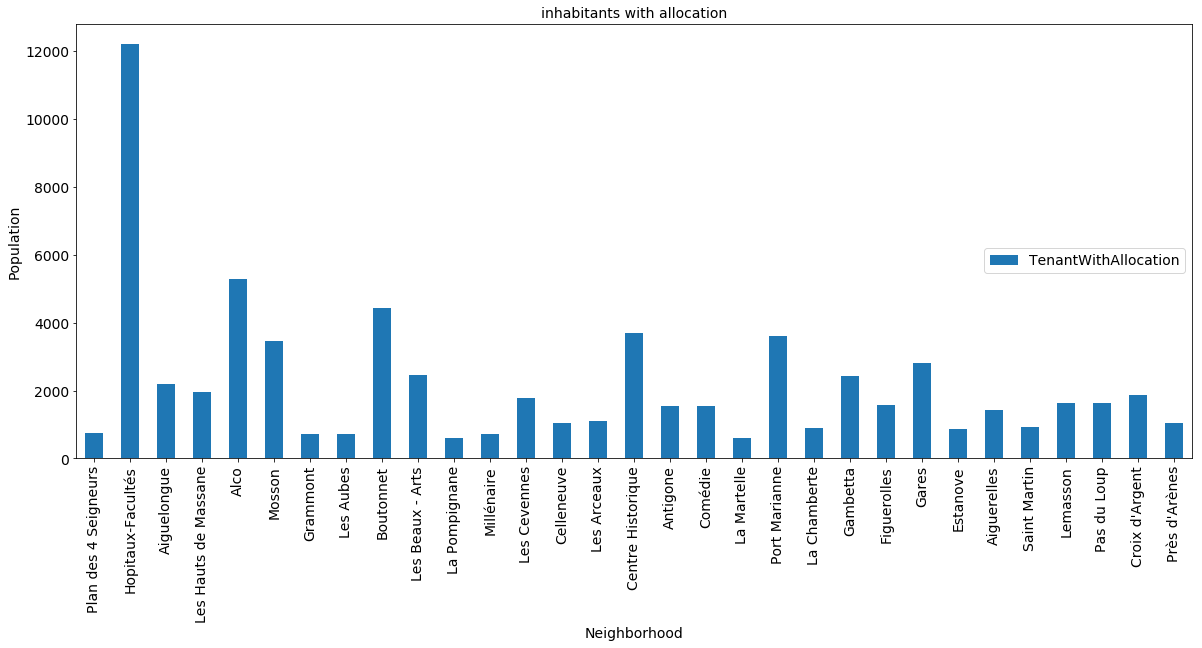 inhabitants with allocation
12000
10000
8000
6000
4000
2000
0
Population
TenantWithAllocation
Plan des 4 Seigneurs
Hopitaux-Facultés
Aiguelongue
Les Hauts de Massane
Alco
Mosson
Grammont
Les Aubes
Boutonnet
Les Beaux - Arts
La Pompignane
Millénaire
Les Cevennes
Celleneuve
Les Arceaux
Centre Historique
Antigone
Comédie
La Martelle
Port Marianne
La Chamberte
Gambetta
Figuerolles
Gares
Estanove
Aiguerelles
Saint Martin
Lemasson
Pas du Loup
Croix d'Argent
Près d'Arènes
Neighborhood